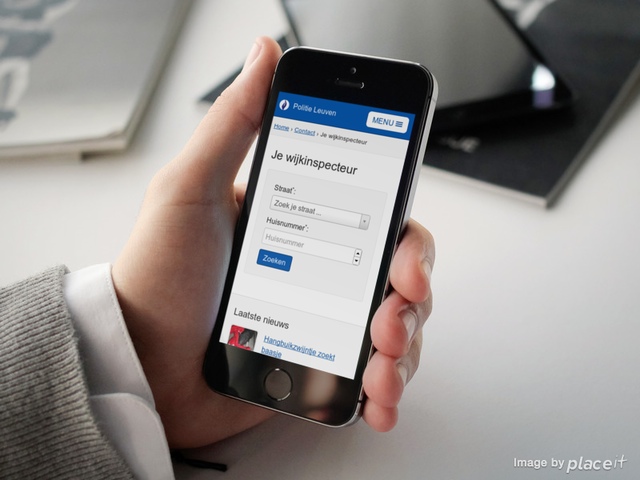 Politie Leuven
MENU
Home › Contact › Je wijkinspecteur
Je wijkinspecteur
Straat*:
Zoek je straat ...
Huisnummer*:
Huisnummer
Zoeken
Laatste nieuws
Hangbuikzwijntje zoekt
baasje
Image by placeit